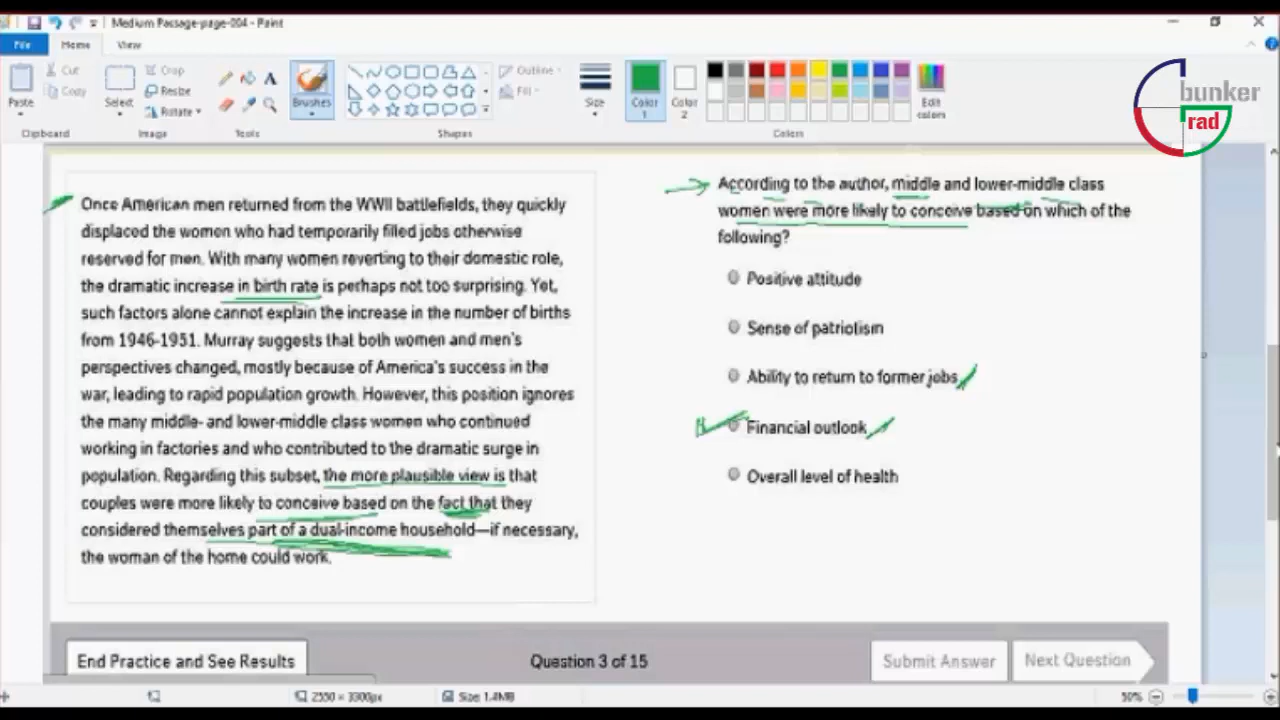 Medium Passage-page-004 - Paint
File
Home
View
Paste
Cut
Copy
Select
Crop
Resize
Rotate
Brushes
Outline
Fill
Size
Color 1
Color 2
Edit colors
Clipboard
Image
Tools
Shapes
Colors
bunker
Grad
Once American men returned from the WWII battlefields, they quickly
displaced the women who had temporarily filled jobs otherwise
reserved for men. With many women reverting to their domestic role,
the dramatic increase in birth rate is perhaps not too surprising. Yet,
such factors alone cannot explain the increase in the number of births
from 1946-1951. Murray suggests that both women and men's
perspectives changed, mostly because of America's success in the
war, leading to rapid population growth. However, this position ignores
the many middle- and lower-middle class women who continued
working in factories and who contributed to the dramatic surge in
population. Regarding this subset, the more plausible view is that
couples were more likely to conceive based on the fact that they
considered themselves part of a dual-income household—if necessary,
the woman of the home could work.
According to the author, middle and lower-middle class
women were more likely to conceive based on which of the
following?
Positive attitude
Sense of patriotism
Ability to return to former jobs
Financial outlook
Overall level of health
End Practice and See Results
Question 3 of 15
Submit Answer
Next Question
2550 × 3300px
Size: 1.4MB
50%